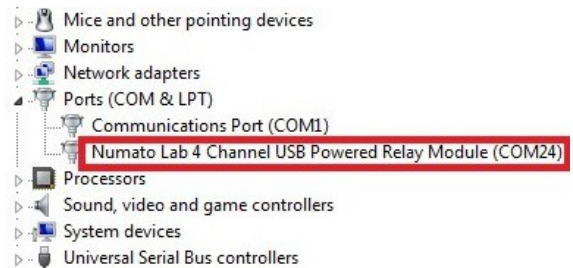 Mice and other pointing devices
Monitors
Network adapters
Ports (COM & LPT)
Communications Port (COM1)
Numato Lab 4 Channel USB Powered Relay Module (COM24)
Processors
Sound, video and game controllers
System devices
Universal Serial Bus controllers